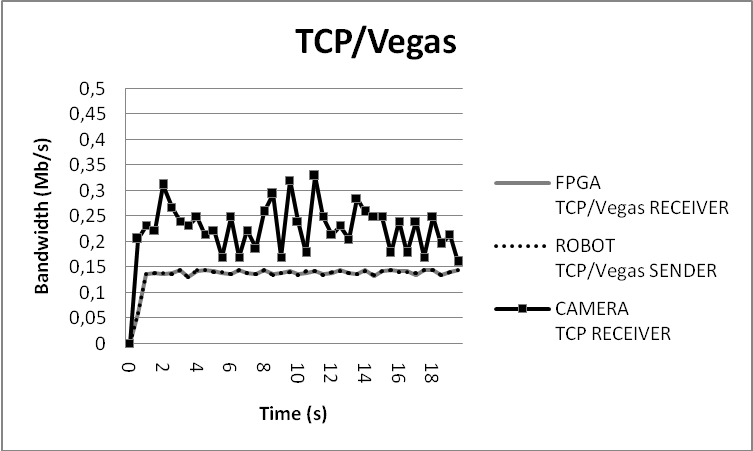 TCP/Vegas
0,5
0,45
0,4
0,35
0,3
0,25
0,2
0,15
0,1
0,05
0
Bandwidth (Mb/s)
0 2 4 6 8 10 12 14 16 18
Time (s)
FPGA
TCP/Vegas RECEIVER
ROBOT
TCP/Vegas SENDER
CAMERA
TCP RECEIVER